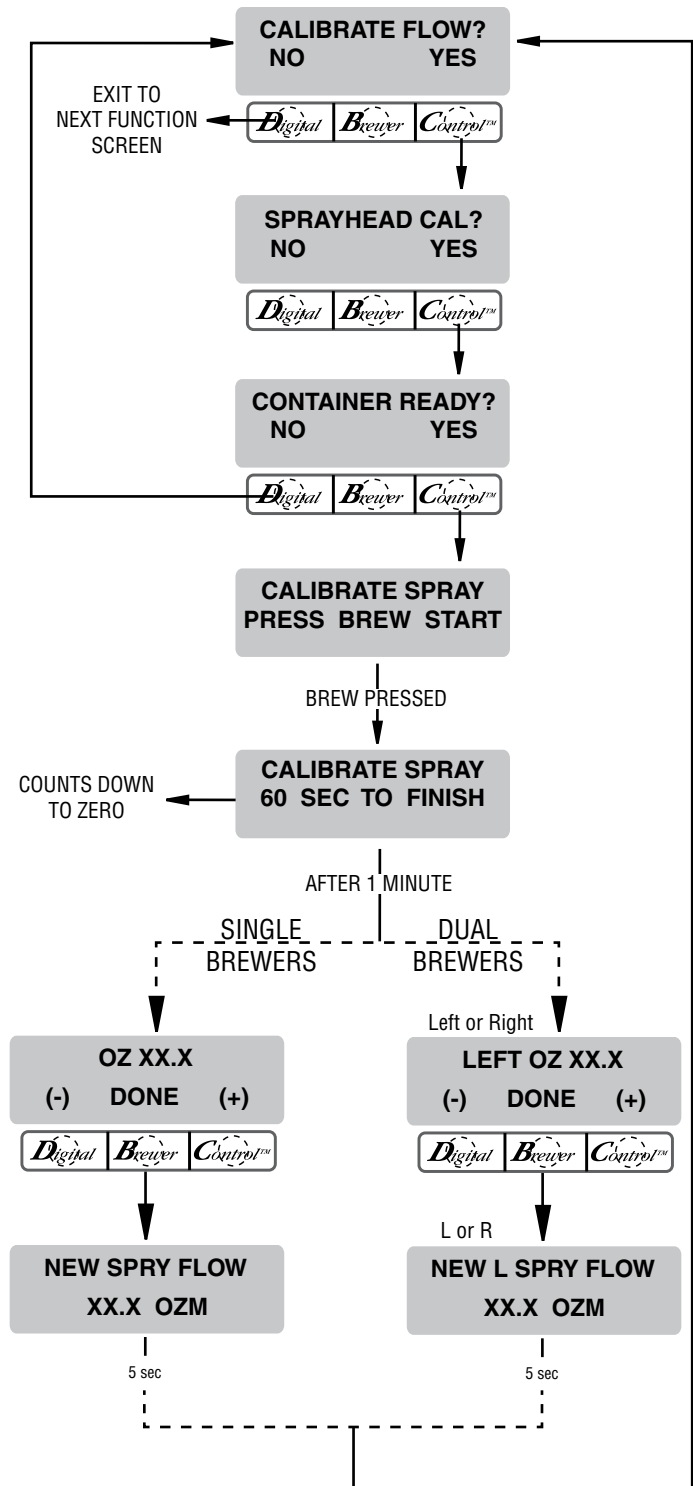 CALIBRATE FLOW?
NO YES
EXIT TO
NEXT FUNCTION
SCREEN
Digital Brewer Control™
SPRAYHEAD CAL?
NO YES
Digital Brewer Control™
CONTAINER READY?
NO YES
Digital Brewer Control™
CALIBRATE SPRAY
PRESS BREW START
BREW PRESSED
COUNTS DOWN
TO ZERO
CALIBRATE SPRAY
60 SEC TO FINISH
AFTER 1 MINUTE
SINGLE
BREWERS
DUAL
BREWERS
OZ XX.X
(-) DONE (+)
Digital Brewer Control™
Left or Right
LEFT OZ XX.X
(-) DONE (+)
Digital Brewer Control™
NEW SPRY FLOW
XX.X OZM
5 sec
L or R
NEW L SPRY FLOW
XX.X OZM
5 sec